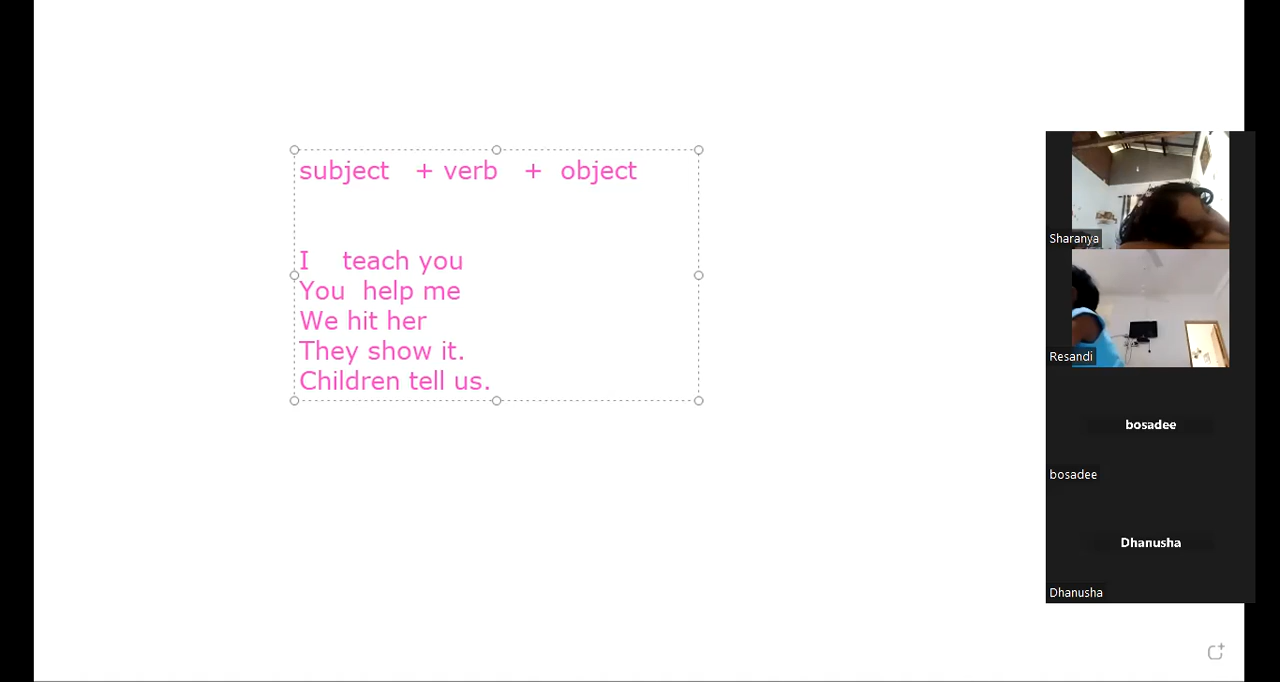 subject + verb + object
I teach you
You help me
We hit her
They show it.
Children tell us.
Sharanya
Resandi
bosadee
bosadee
Dhanusha
Dhanusha